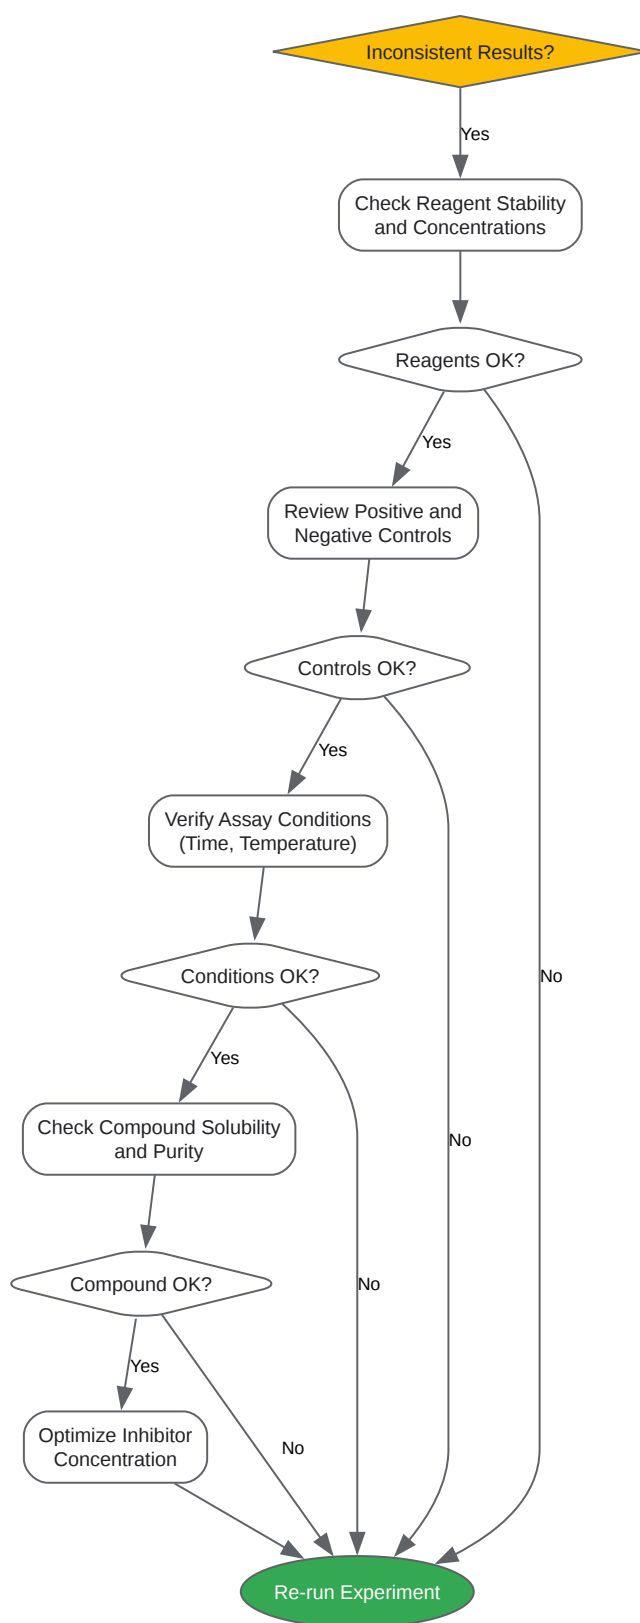 Inconsistent Results?
Yes
Check Reagent Stability
and Concentrations
Reagents OK?
Yes
Review Positive and
Negative Controls
Controls OK?
Yes
Verify Assay Conditions
(Time, Temperature)
Conditions OK?
No
Yes
Check Compound Solubility
and Purity
No
Compound OK?
No
Yes
Optimize Inhibitor
Concentration
No
Re-run Experiment